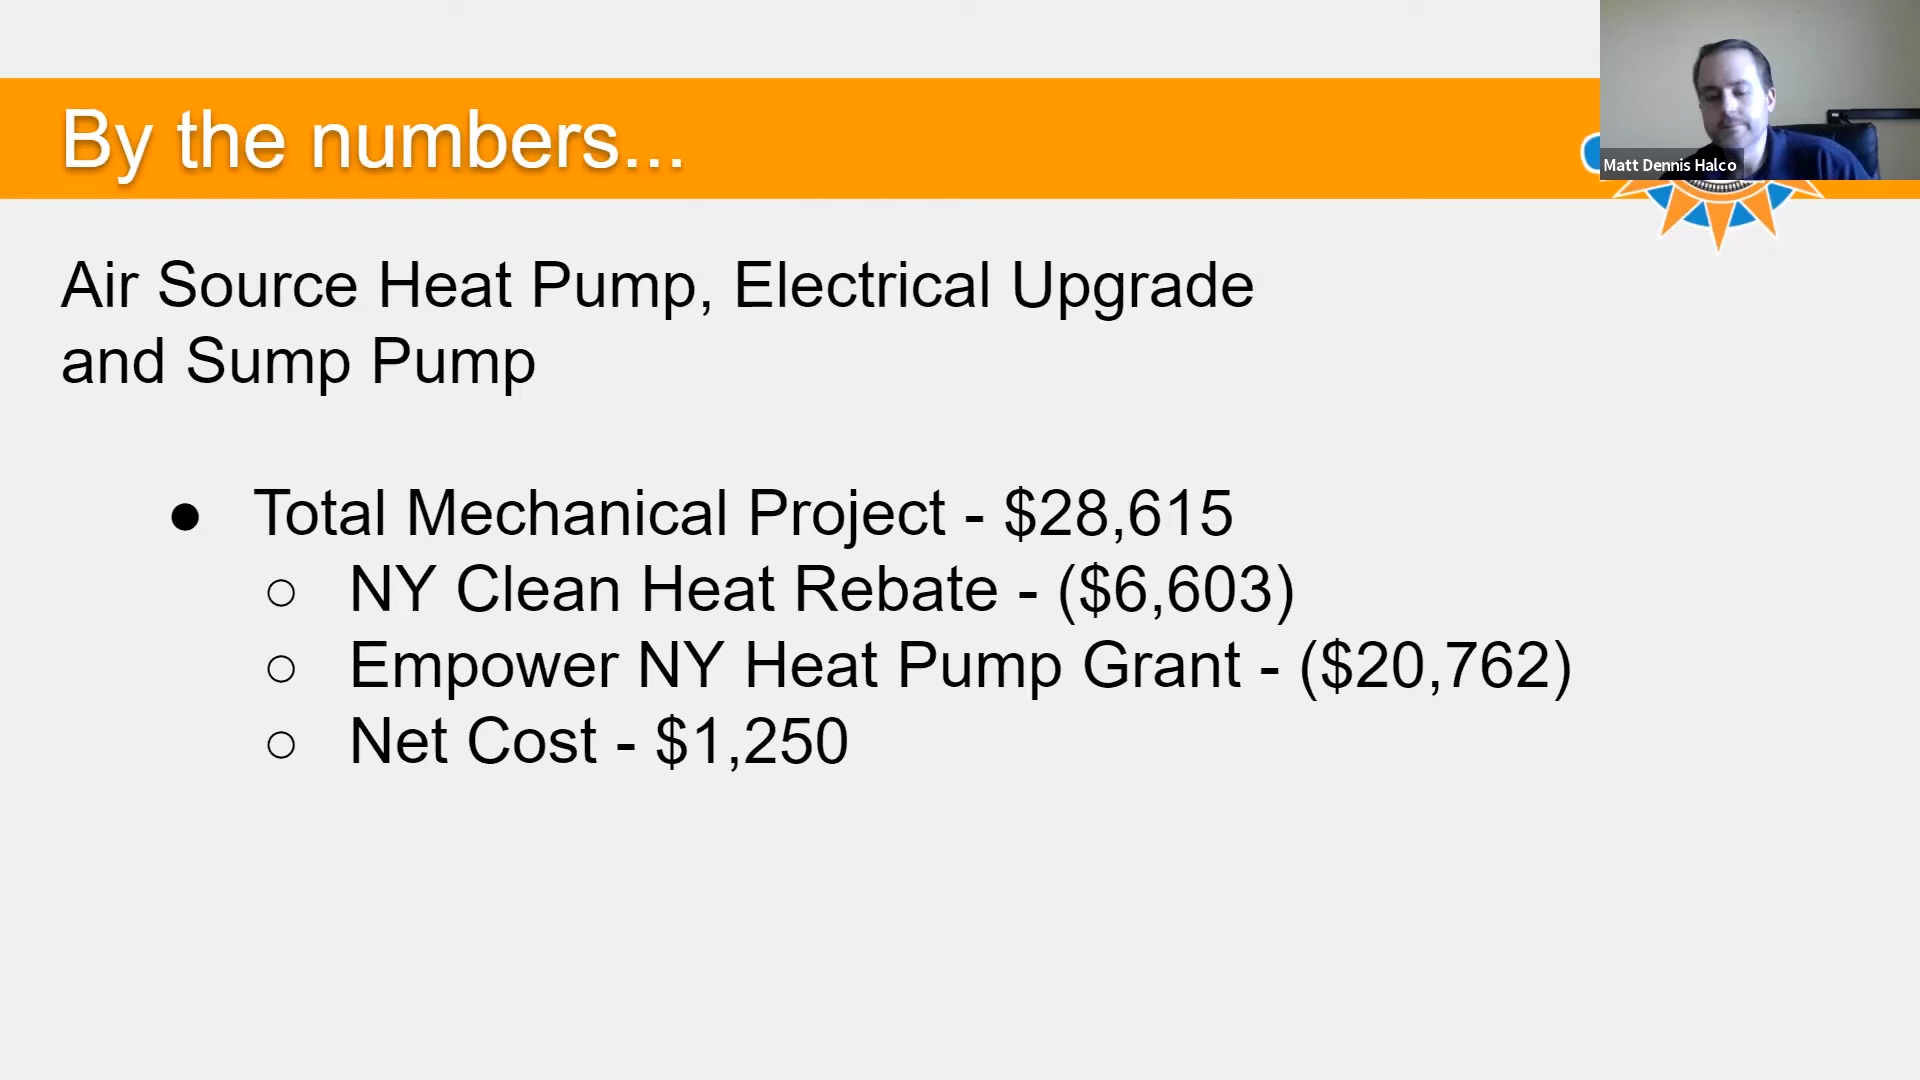 By the numbers...
Matt Dennis Halco
Air Source Heat Pump, Electrical Upgrade
and Sump Pump
● Total Mechanical Project - $28,615
○ NY Clean Heat Rebate - ($6,603)
○ Empower NY Heat Pump Grant - ($20,762)
○ Net Cost - $1,250